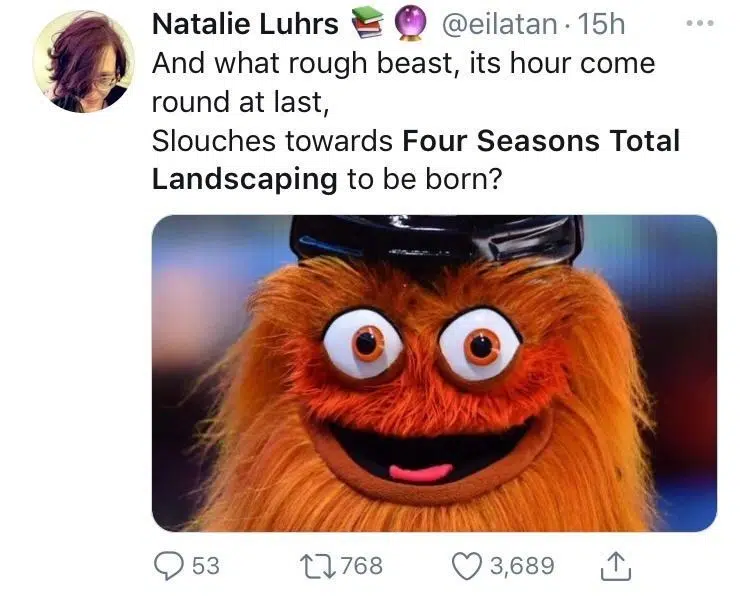 Natalie Luhrs 📚 🔮 @eilatan · 15h
And what rough beast, its hour come
round at last,
Slouches towards Four Seasons Total
Landscaping to be born?
53 768 3,689